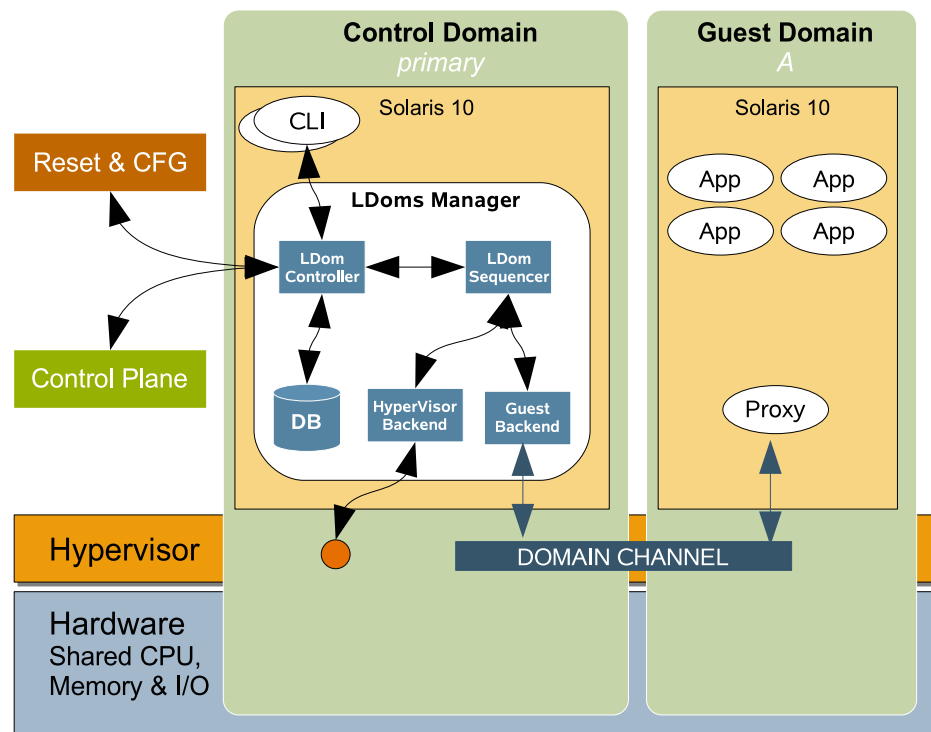 Control Domain
primary
Guest Domain
A
Solaris 10
Solaris 10
CLI
Reset & CFG
App
App
App
App
LDoms Manager
LDom
Controller
LDom
Sequencer
Control Plane
DB
HyperVisor
Backend
Guest
Backend
Proxy
Hypervisor
DOMAIN CHANNEL
Hardware
Shared CPU,
Memory & I/O